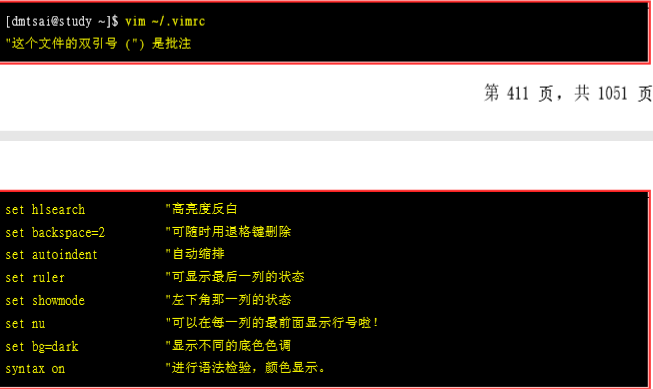 [dmtsai@study ~]$ vim ~/.vimrc
"这个文件的双引号 (") 是批注
第 411 页，共 1051 页
set hlsearch "高亮度反白
set backspace=2 "可随时用退格键删除
set autoindent "自动缩排
set ruler "可显示最后一列的状态
set showmode "左下角那一列的状态
set nu "可以在每一列的最前面显示行号啦!
set bg=dark "显示不同的底色色调
syntax on "进行语法检验，颜色显示。